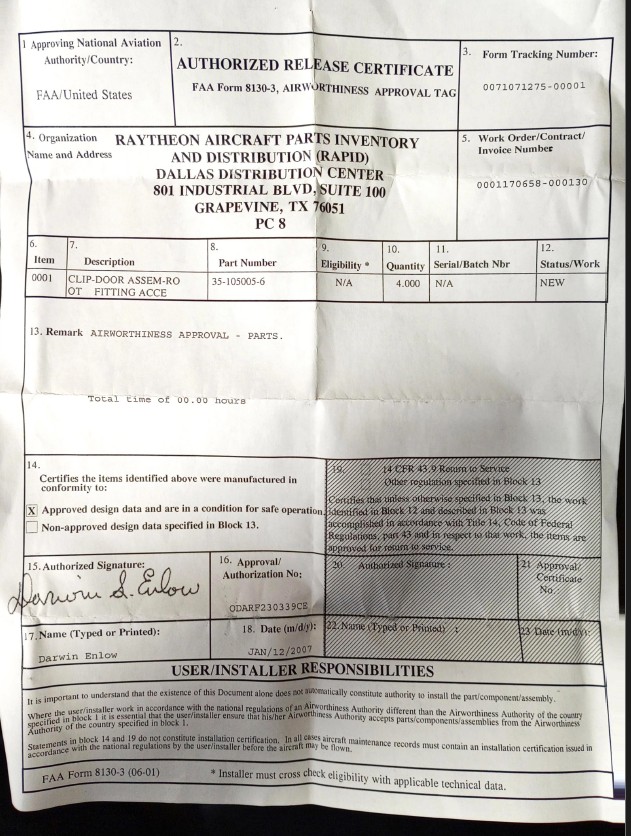 1 Approving National Aviation
Authority/Country:
FAA/United States
2.
AUTHORIZED RELEASE CERTIFICATE
FAA Form 8130-3, AIRWORTHINESS APPROVAL TAG
3. Form Tracking Number:
0071071275-00001
4. Organization
Name and Address
RAYTHEON AIRCRAFT PARTS INVENTORY
AND DISTRIBUTION (RAPID)
DALLAS DISTRIBUTION CENTER
801 INDUSTRIAL BLVD, SUITE 100
GRAPEVINE, TX 76051
PC 8
5. Work Order/Contract/
Invoice Number
0001170658-000130
6.
Item
7.
Description
8.
Part Number
9.
Eligibility *
10.
Quantity
11.
Serial/Batch Nbr
12.
Status/Work
0001
CLIP-DOOR ASSEM-RO
OT FITTING ACCE
35-105005-6
N/A
4.000
N/A
NEW
13. Remark AIRWORTHINESS APPROVAL - PARTS.
Total time of 00.00 hours
14.
Certifies the items identified above were manufactured in
conformity to:
X Approved design data and are in a condition for safe operation.
Non-approved design data specified in Block 13.
19. 14 CFR 43.9 Return to Service
Other regulation specified in Block 13
Certifies that unless otherwise specified in Block 13, the work
identified in Block 12 and described in Block 13 was
accomplished in accordance with Title 14, Code of Federal
Regulations, part 43 and in respect to that work, the items are
approved for return to service.
15. Authorized Signature:
Darwin S. Enlow
16. Approval/
Authorization No:
ODARF230339CE
20. Authorized Signature:
21 Approval/
Certificate
No.
17. Name (Typed or Printed):
Darwin Enlow
18. Date (m/d/y):
JAN/12/2007
22. Name (Typed or Printed) :
23 Date (m/d/y):
USER/INSTALLER RESPONSIBILITIES
It is important to understand that the existence of this Document alone does not automatically constitute authority to install the part/component/assembly.
Where the user/installer work in accordance with the national regulations of an Airworthiness Authority different than the Airworthiness Authority of the country
specified in block 1 it is essential that the user/installer ensure that his/her Airworthiness Authority accepts parts/components/assemblies from the Airworthiness
Authority of the country specified in block 1.
Statements in block 14 and 19 do not constitute installation certification. In all cases aircraft maintenance records must contain an installation certification issued in
accordance with the national regulations by the user/installer before the aircraft may be flown.
FAA Form 8130-3 (06-01)
* Installer must cross check eligibility with applicable technical data.